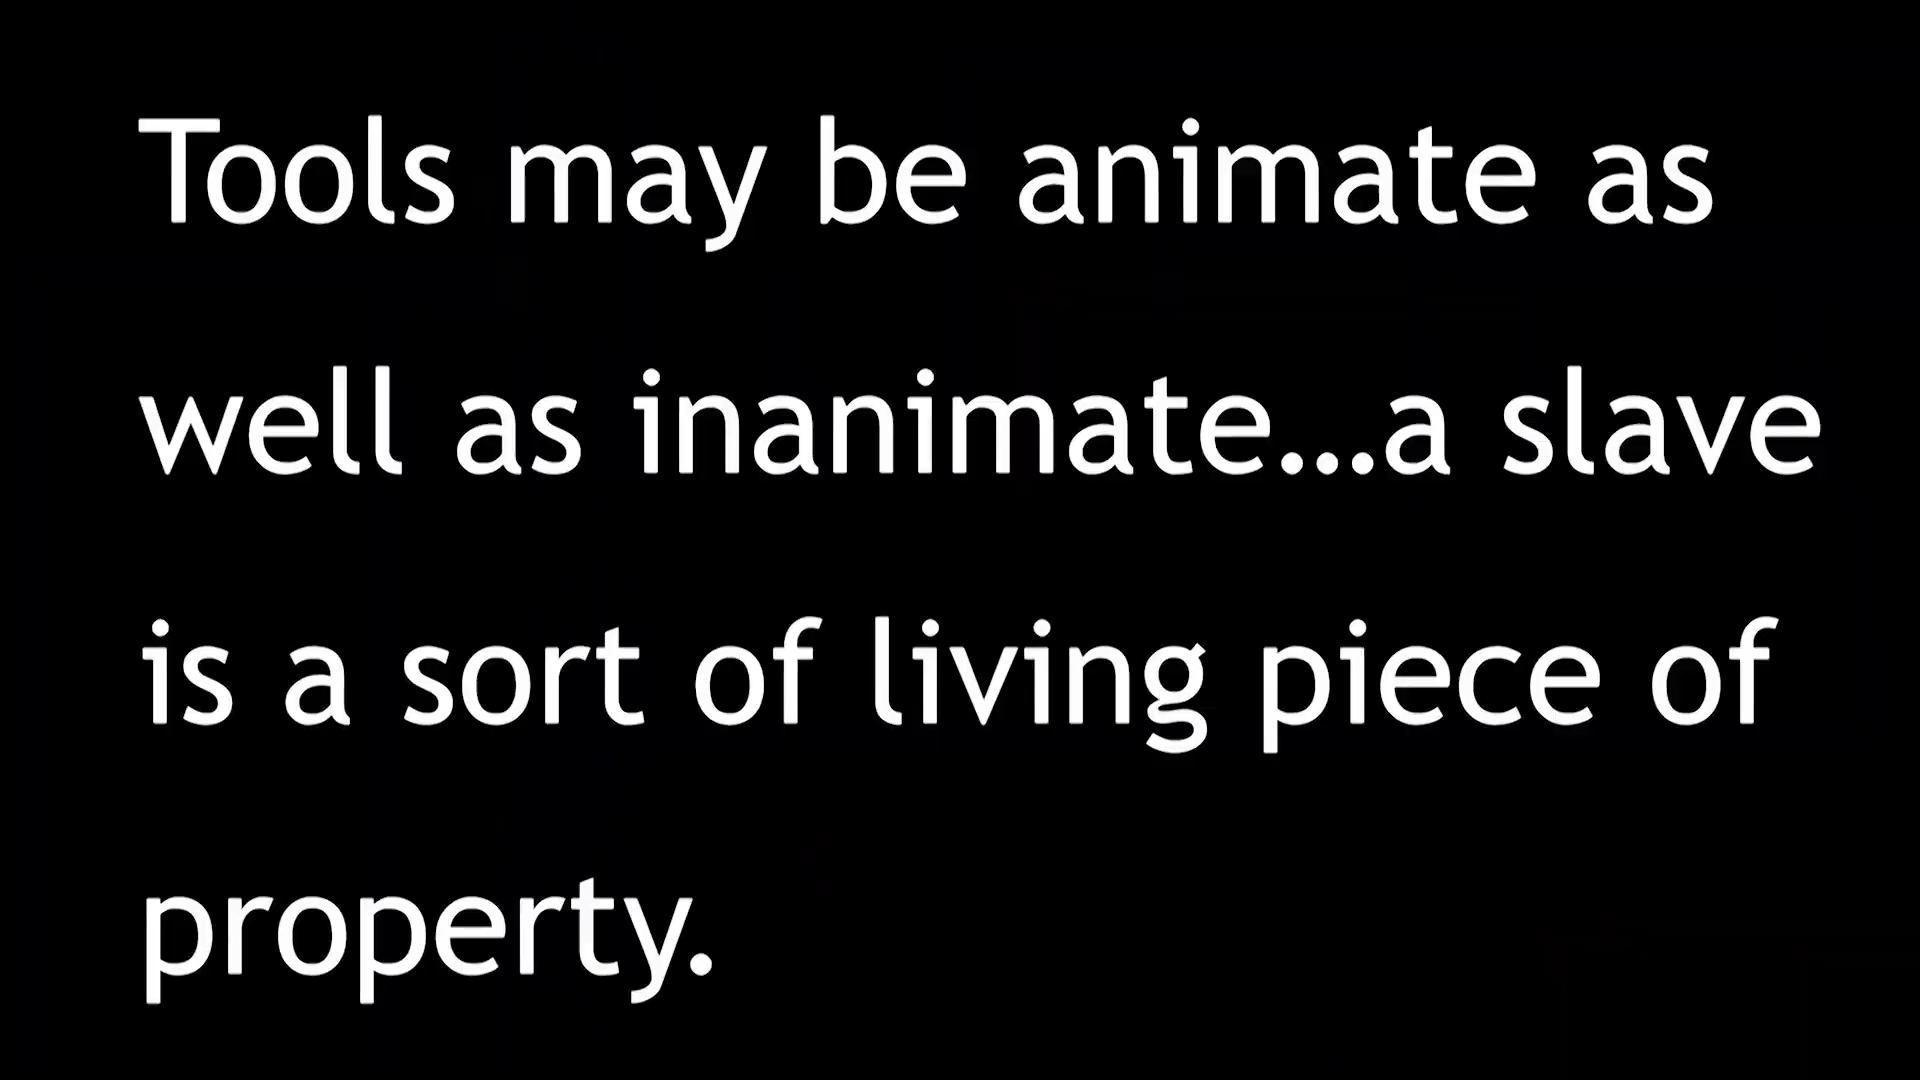 Tools may be animate as
well as inanimate...a slave
is a sort of living piece of
property.